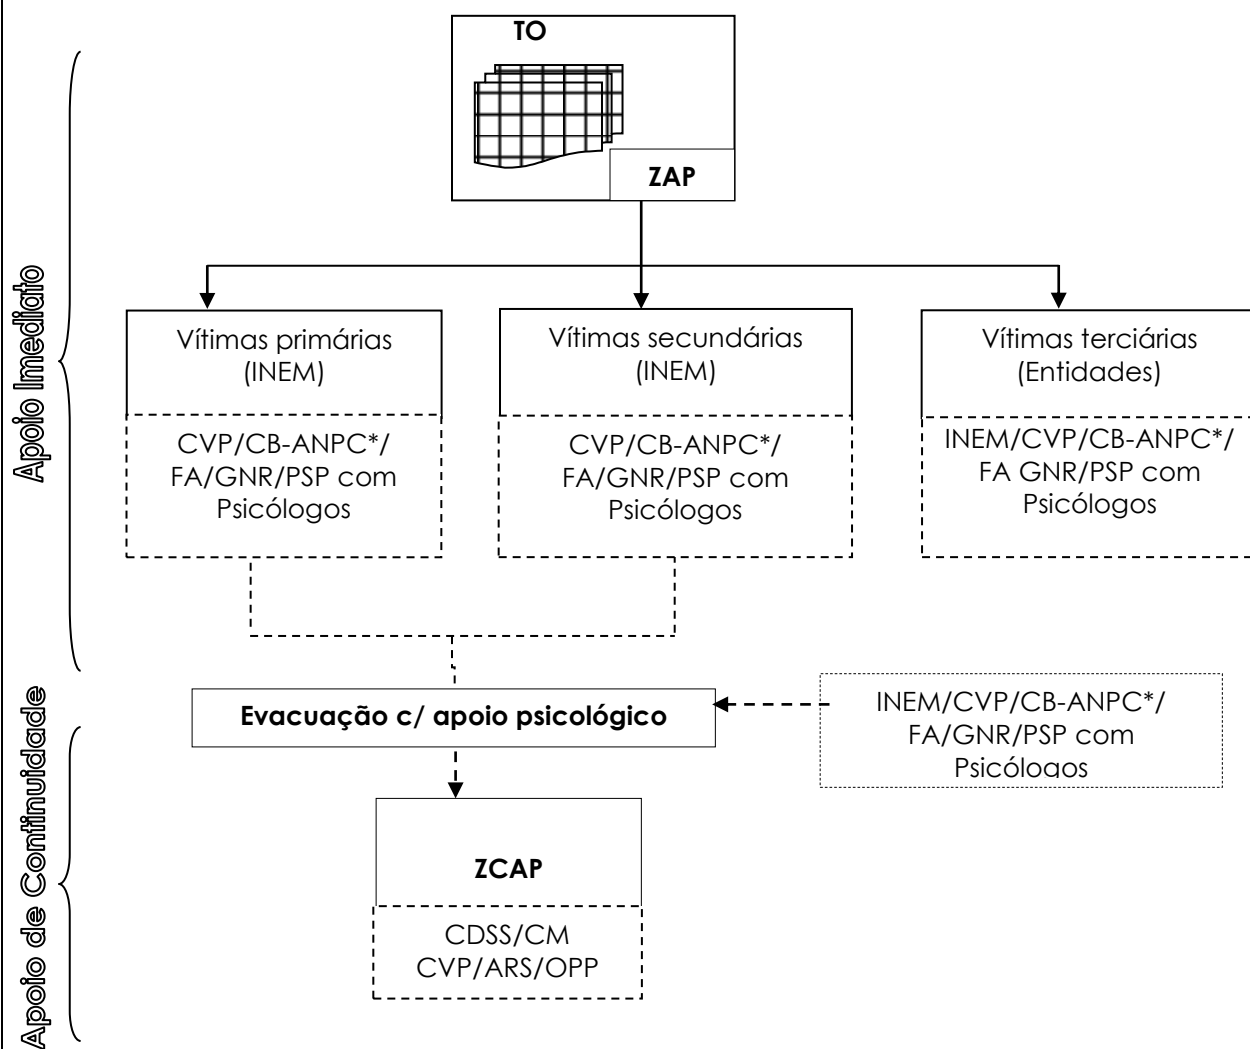 TO
ZAP
Apoio Imediato
Vítimas primárias
(INEM)
CVP/CB-ANPC*/
FA/GNR/PSP com
Psicólogos
Vítimas secundárias
(INEM)
CVP/CB-ANPC*/
FA/GNR/PSP com
Psicólogos
Vítimas terciárias
(Entidades)
INEM/CVP/CB-ANPC*/
FA GNR/PSP com
Psicólogos
Apoio de Continuidade
Evacuação c/ apoio psicológico
INEM/CVP/CB-ANPC*/
FA/GNR/PSP com
Psicólogos
ZCAP
CDSS/CM
CVP/ARS/OPP